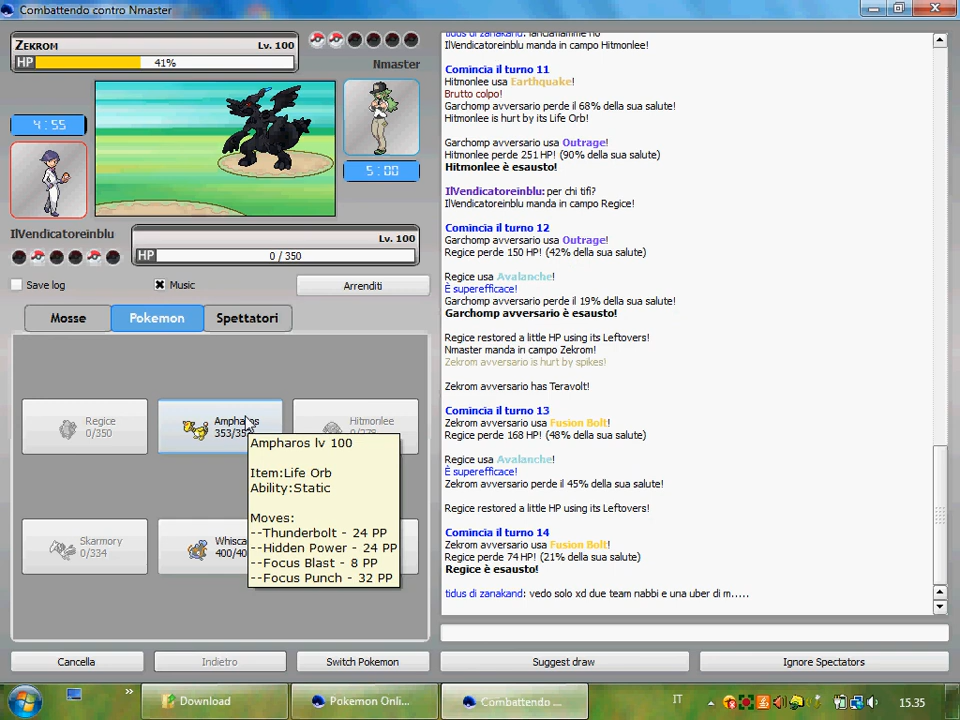 Combattendo contro Nmaster
ZEKROM Lv. 100
HP 41%
Nmaster
4:55
5:00
IlVendicatoreinblu
Lv. 100
HP 0 / 350
Save log
Music
Arrenditi
Mosse
Pokemon
Spettatori
Regice
0/350
Ampharos
Hitmonlee
Skarmory
0/334
Ampharos lv 100
Item:Life Orb
Ability:Static
Moves:
--Thunderbolt - 24 PP
--Hidden Power - 24 PP
--Focus Blast - 8 PP
--Focus Punch - 32 PP
Cancella
Indietro
Switch Pokemon
IlVendicatoreinblu manda in campo Hitmonlee!
Comincia il turno 11
Hitmonlee usa Earthquake!
Brutto colpo!
Garchomp avversario perde il 68% della sua salute!
Hitmonlee is hurt by its Life Orb!
Garchomp avversario usa Outrage!
Hitmonlee perde 251 HP! (90% della sua salute)
Hitmonlee è esausto!
IlVendicatoreinblu: per chi tifi?
IlVendicatoreinblu manda in campo Regice!
Comincia il turno 12
Garchomp avversario usa Outrage!
Regice perde 150 HP! (42% della sua salute)
Regice usa Avalanche!
È superefficace!
Garchomp avversario perde il 19% della sua salute!
Garchomp avversario è esausto!
Regice restored a little HP using its Leftovers!
Nmaster manda in campo Zekrom!
Zekrom avversario is hurt by spikes!
Zekrom avversario has Teravolt!
Comincia il turno 13
Zekrom avversario usa Fusion Bolt!
Regice perde 168 HP! (48% della sua salute)
Regice usa Avalanche!
È superefficace!
Zekrom avversario perde il 45% della sua salute!
Regice restored a little HP using its Leftovers!
Comincia il turno 14
Zekrom avversario usa Fusion Bolt!
Regice perde 74 HP! (21% della sua salute)
Regice è esausto!
tidus di zanakand: vedo solo xd due team nabbi e una uber di m.....
Suggest draw
Ignore Spectators
Download
Pokemon Onli...
Combattendo ...
IT
15.35